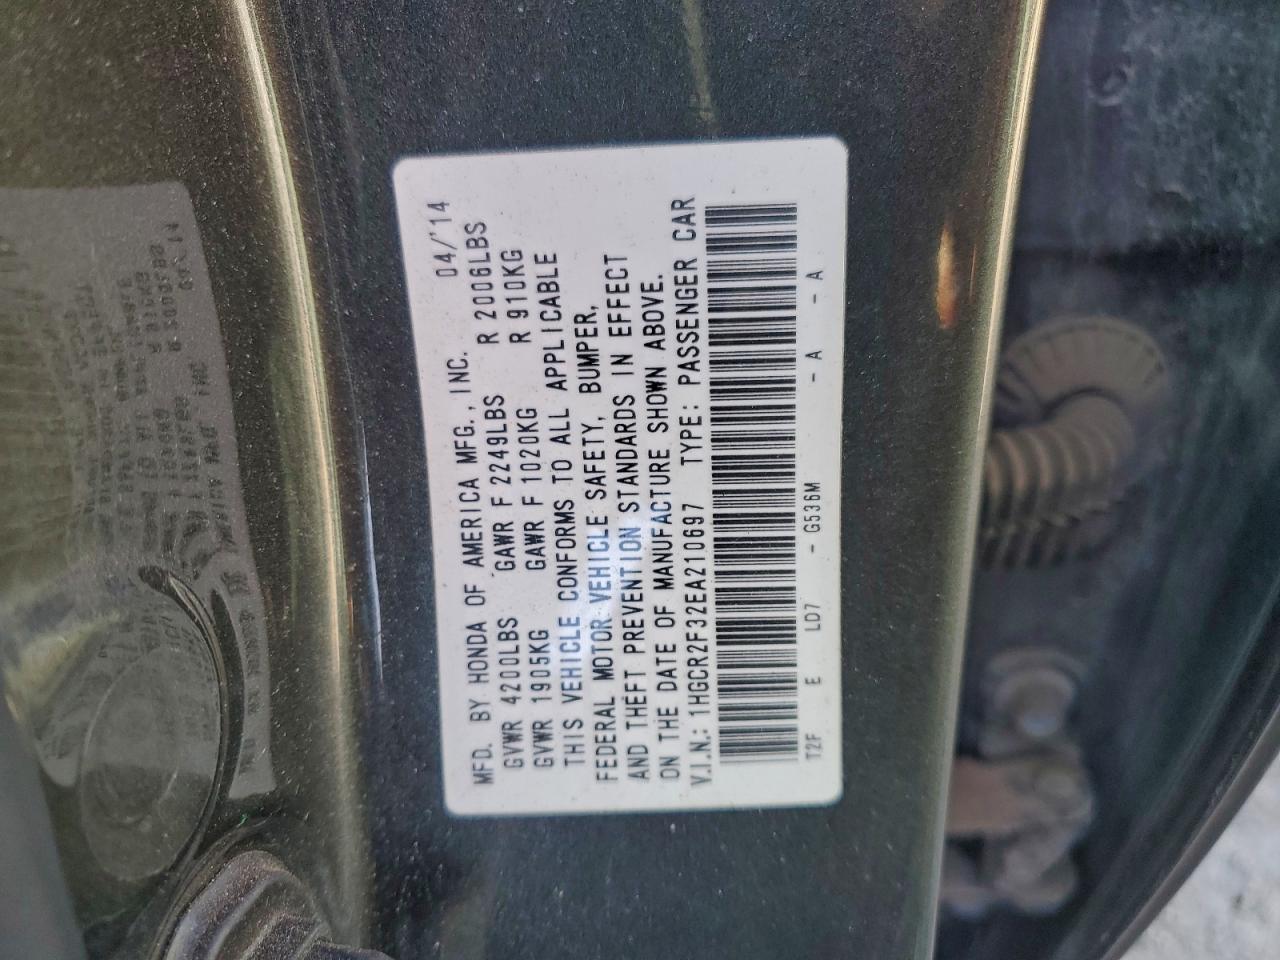 MFD. BY HONDA OF AMERICA MFG., INC. 04/'14
GVWR 4200LBS GAWR F 2249LBS R 2006LBS
GVWR 1905KG GAWR F 1020KG R 910KG
THIS VEHICLE CONFORMS TO ALL APPLICABLE
FEDERAL MOTOR VEHICLE SAFETY, BUMPER,
AND THEFT PREVENTION STANDARDS IN EFFECT
ON THE DATE OF MANUFACTURE SHOWN ABOVE.
V.I.N.: 1HGCR2F32EA210697 TYPE: PASSENGER CAR
T2F E LD7 - G536M - A - A